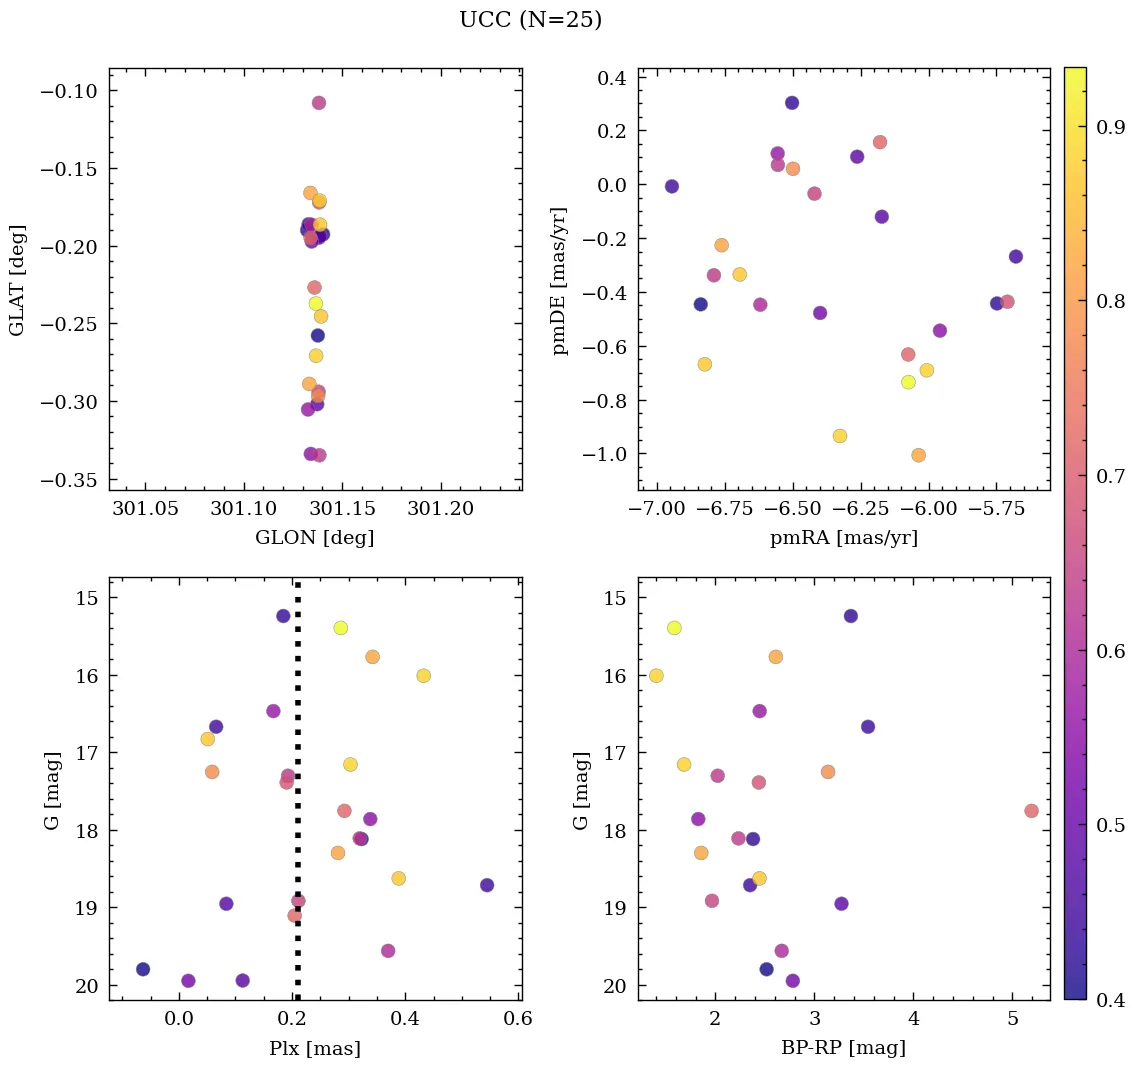 UCC (N=25)
−0.10
−0.15
−0.20
−0.25
−0.30
−0.35
GLAT [deg]
301.05 301.10 301.15 301.20
GLON [deg]
0.4
0.2
0.0
−0.2
−0.4
−0.6
−0.8
−1.0
pmDE [mas/yr]
−7.00 −6.75 −6.50 −6.25 −6.00 −5.75
pmRA [mas/yr]
15
16
17
18
19
20
G [mag]
0.0 0.2 0.4 0.6
Plx [mas]
15
16
17
18
19
20
G [mag]
2 3 4 5
BP-RP [mag]
0.9
0.8
0.7
0.6
0.5
0.4